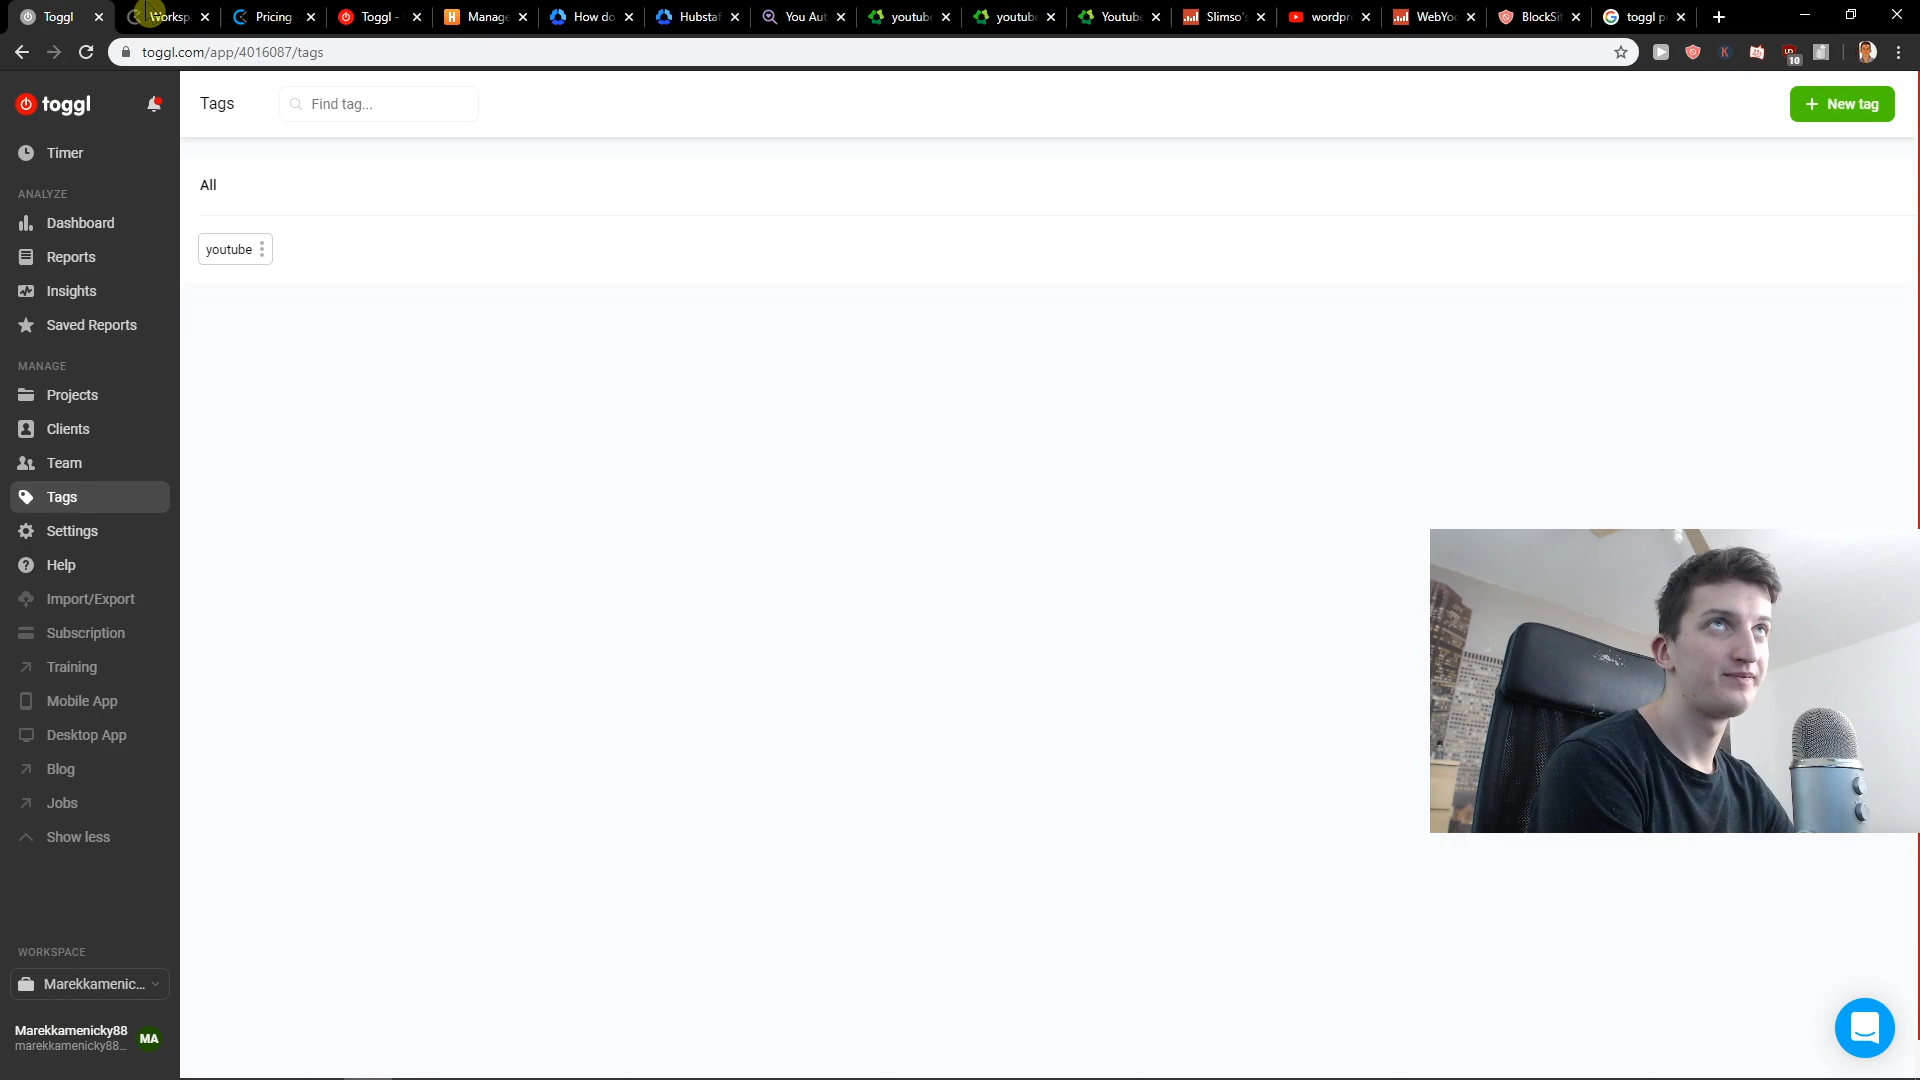 Toggl
Worksp
Pricing
Toggl -
Manage
How do
Hubstaf
You Aut
youtub
youtub
Youtub
Slimso's
wordpr
WebYo
BlockSit
toggl p
toggl.com/app/4016087/tags
10
toggl
Tags
Find tag...
+ New tag
Timer
All
ANALYZE
Dashboard
youtube
Reports
Insights
Saved Reports
MANAGE
Projects
Clients
Team
Tags
Settings
Help
Import/Export
Subscription
Training
Mobile App
Desktop App
Blog
Jobs
Show less
WORKSPACE
Marekkamenic...
Marekkamenicky88
marekkamenicky88...
MA